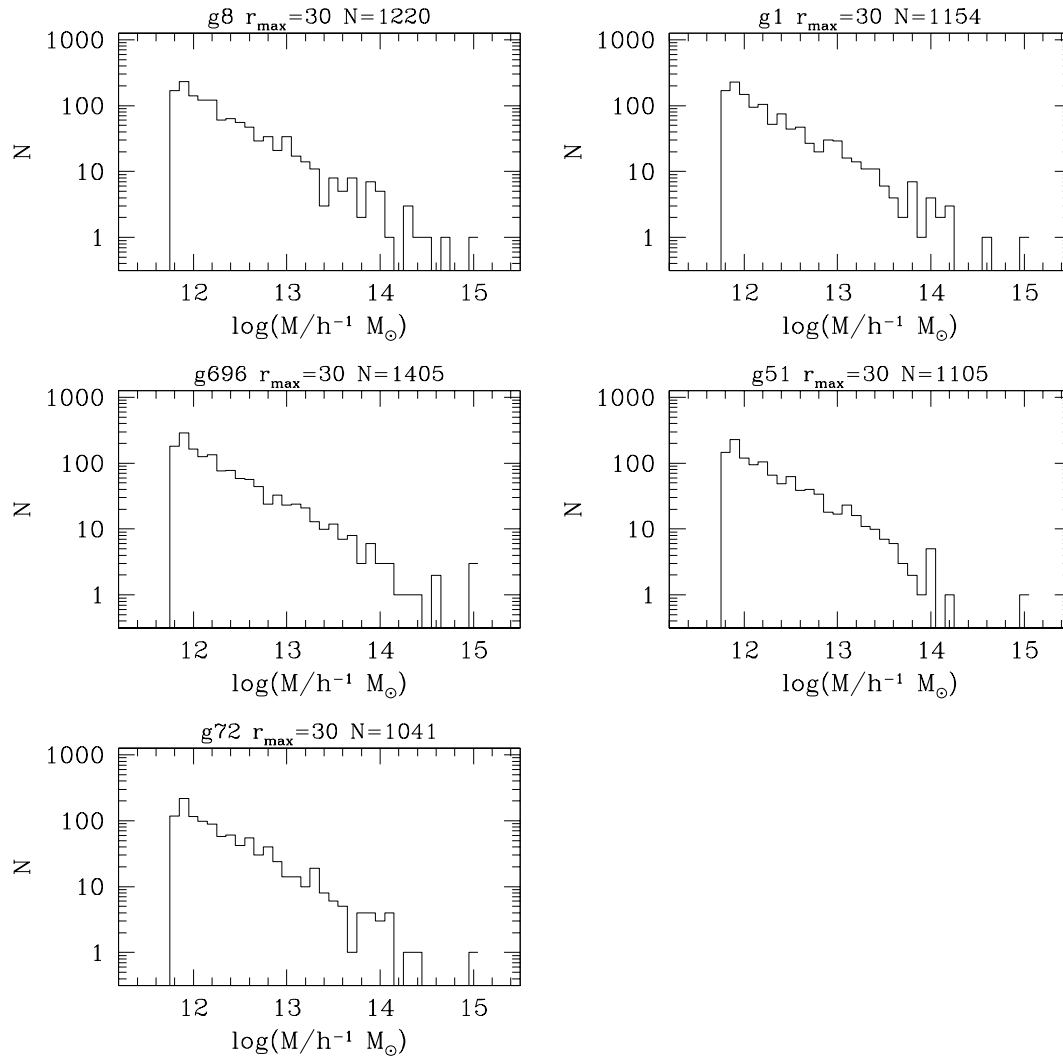 g8 r_max=30 N=1220
1000
100
10
1
N
12 13 14 15
log(M/h⁻¹ M☉)
g1 r_max=30 N=1154
1000
100
10
1
N
12 13 14 15
log(M/h⁻¹ M☉)
g696 r_max=30 N=1405
1000
100
10
1
N
12 13 14 15
log(M/h⁻¹ M☉)
g51 r_max=30 N=1105
1000
100
10
1
N
12 13 14 15
log(M/h⁻¹ M☉)
g72 r_max=30 N=1041
1000
100
10
1
N
12 13 14 15
log(M/h⁻¹ M☉)